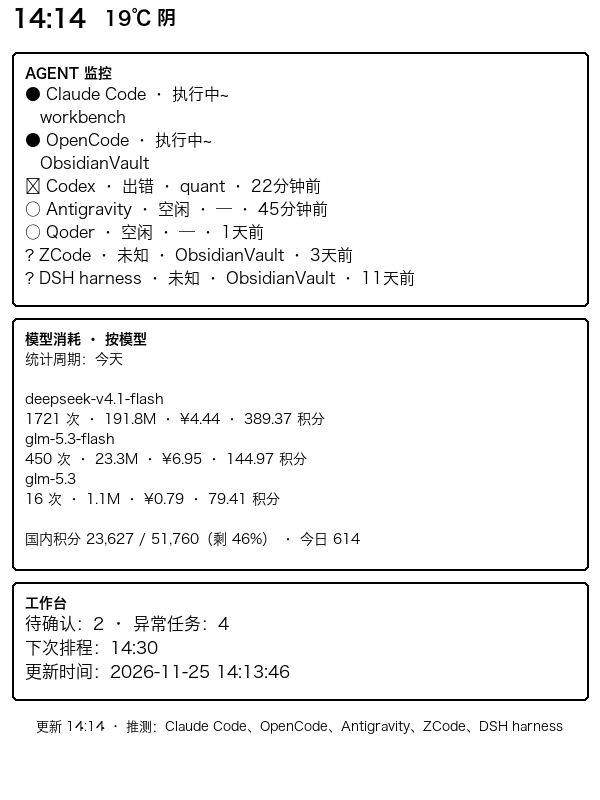 14:14 19℃ 阴
AGENT 监控
● Claude Code · 执行中~
workbench
● OpenCode · 执行中~
ObsidianVault
☒ Codex · 出错 · quant · 22分钟前
○ Antigravity · 空闲 · — · 45分钟前
○ Qoder · 空闲 · — · 1天前
? ZCode · 未知 · ObsidianVault · 3天前
? DSH harness · 未知 · ObsidianVault · 11天前
模型消耗 · 按模型
统计周期：今天
deepseek-v4.1-flash
1721 次 · 191.8M · ¥4.44 · 389.37 积分
glm-5.3-flash
450 次 · 23.3M · ¥6.95 · 144.97 积分
glm-5.3
16 次 · 1.1M · ¥0.79 · 79.41 积分
国内积分 23,627 / 51,760（剩 46%） · 今日 614
工作台
待确认：2 · 异常任务：4
下次排程：14:30
更新时间：2026-11-25 14:13:46
更新 14:14 · 推测：Claude Code、OpenCode、Antigravity、ZCode、DSH harness